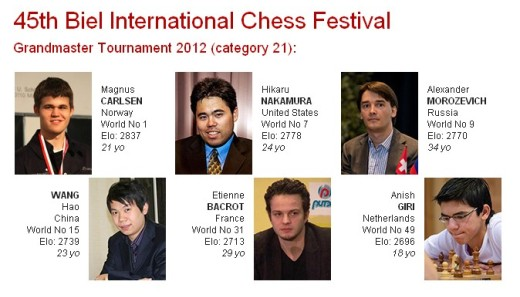 45th Biel International Chess Festival
Grandmaster Tournament 2012 (category 21):
Magnus
CARLSEN
Norway
World No 1
Elo: 2837
21 yo
Hikaru
NAKAMURA
United States
World No 7
Elo: 2778
24 yo
Alexander
MOROZEVICH
Russia
World No 9
Elo: 2770
34 yo
WANG
Hao
China
World No 15
Elo: 2739
23 yo
Etienne
BACROT
France
World No 31
Elo: 2713
29 yo
Anish
GIRI
Netherlands
World No 49
Elo: 2696
18 yo